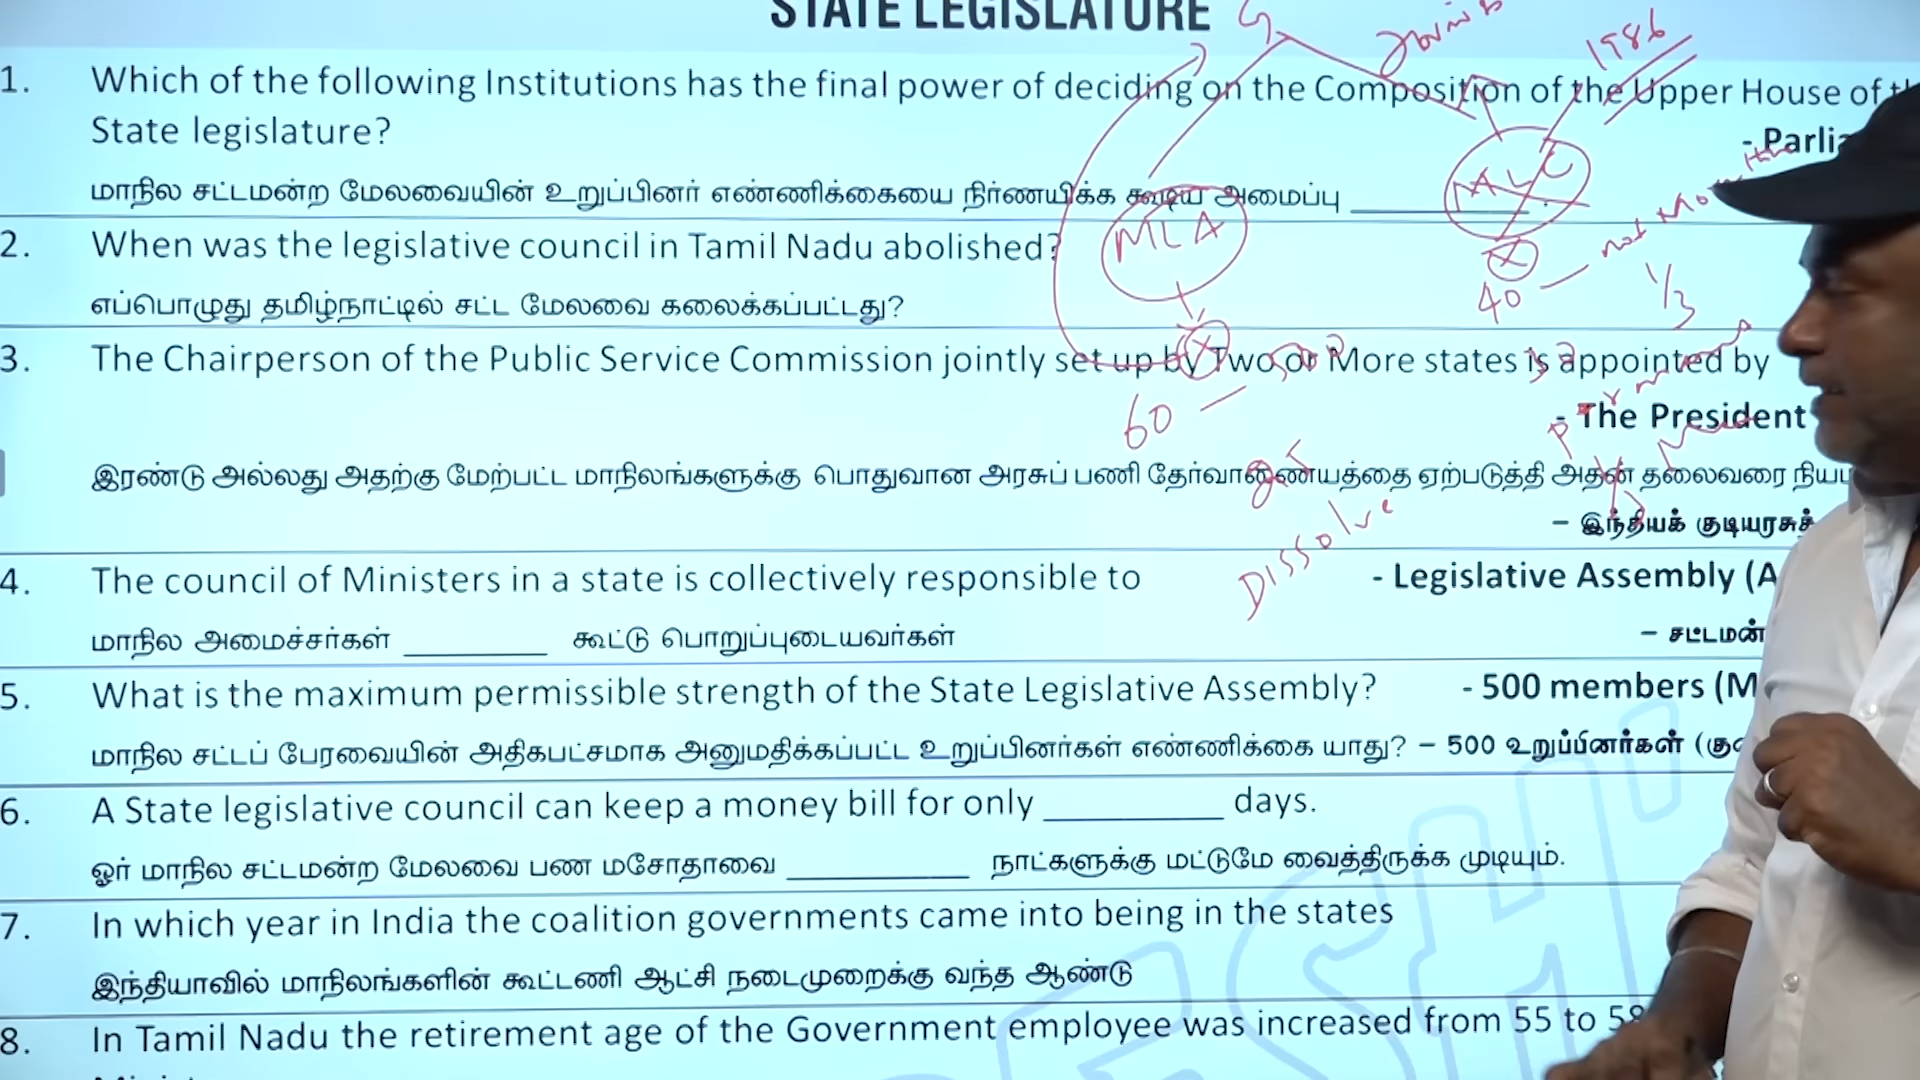 STATE LEGISLATURE
1. Which of the following Institutions has the final power of deciding on the Composition of the Upper House of
State legislature? -
மாநில சட்டமன்ற மேலவையின் உறுப்பினர் எண்ணிக்கையை நிர்ணயிக்க கூடிய அமைப்பு ____________ .
2. When was the legislative council in Tamil Nadu abolished?
எப்பொழுது தமிழ்நாட்டில் சட்ட மேலவை கலைக்கப்பட்டது?
3. The Chairperson of the Public Service Commission jointly set up by Two or More states is appointed by
- The President
இரண்டு அல்லது அதற்கு மேற்பட்ட மாநிலங்களுக்கு பொதுவான அரசுப் பணி தேர்வாணையத்தை ஏற்படுத்தி அதன் தலைவரை
– இந்தியக்
4. The council of Ministers in a state is collectively responsible to - Legislative Assembly (A
மாநில அமைச்சர்கள் __________ கூட்டு பொறுப்புடையவர்கள் –
5. What is the maximum permissible strength of the State Legislative Assembly? - 500 members (M
மாநில சட்டப் பேரவையின் அதிகபட்சமாக அனுமதிக்கப்பட்ட உறுப்பினர்கள் எண்ணிக்கை யாது? – 500 உறுப்பினர்கள்
6. A State legislative council can keep a money bill for only ____________ days.
ஓர் மாநில சட்டமன்ற மேலவை பண மசோதாவை ____________ நாட்களுக்கு மட்டுமே வைத்திருக்க முடியும்.
7. In which year in India the coalition governments came into being in the states
இந்தியாவில் மாநிலங்களின் கூட்டணி ஆட்சி நடைமுறைக்கு வந்த ஆண்டு
8. In Tamil Nadu the retirement age of the Government employee was increased from 55 to 58
1986
MLC
MLA
40
1/3
60 – 500
Dissolve